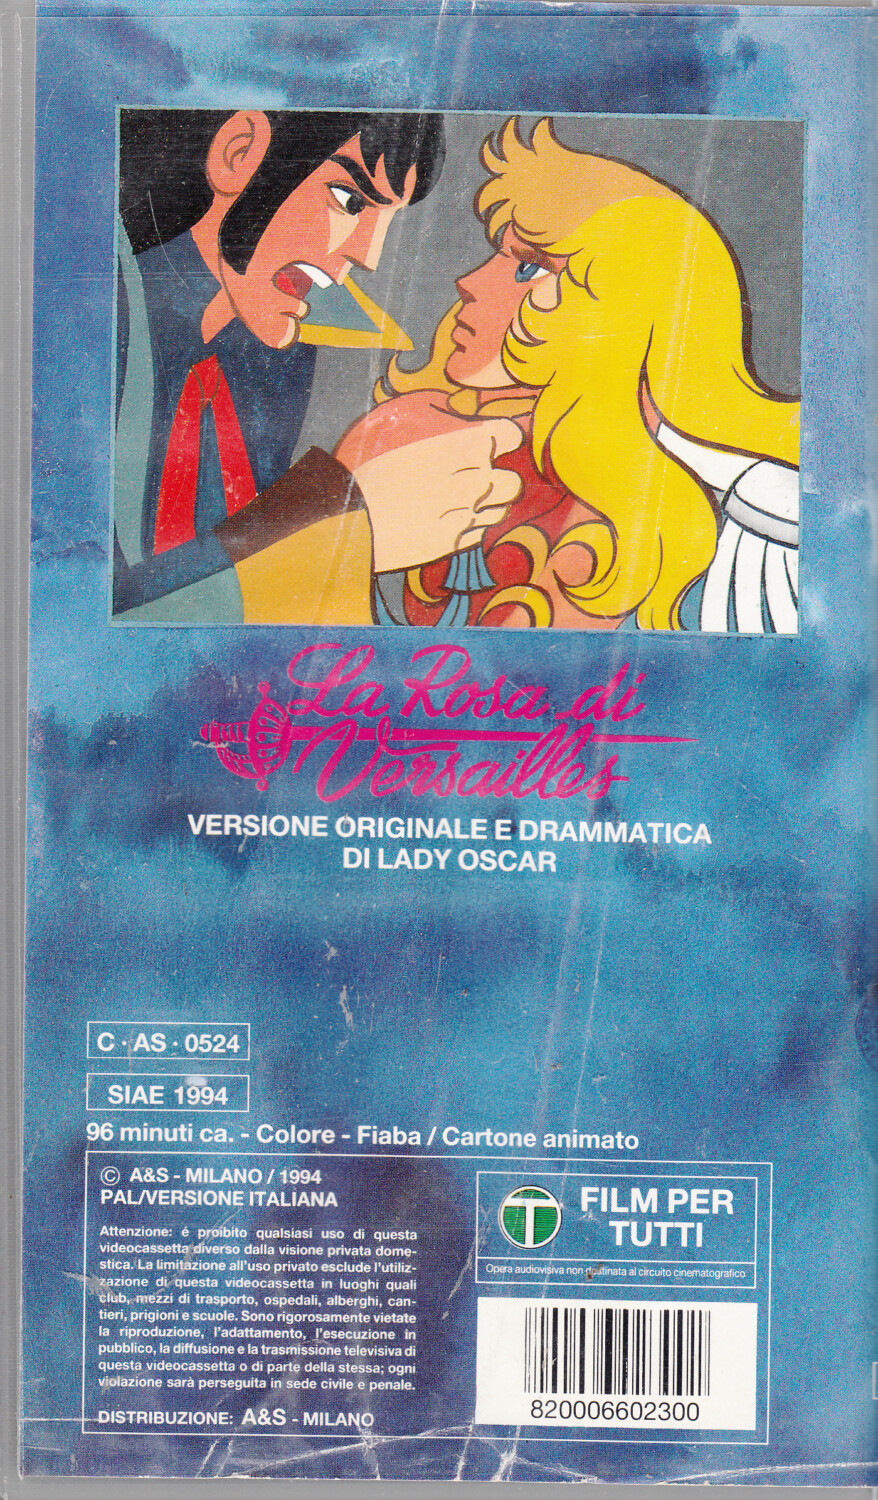 La Rosa di
Versailles
VERSIONE ORIGINALE E DRAMMATICA
DI LADY OSCAR
C · AS · 0524
SIAE 1994
96 minuti ca. - Colore - Fiaba / Cartone animato
© A&S - MILANO / 1994
PAL/VERSIONE ITALIANA
Attenzione: é proibito qualsiasi uso di questa
videocassetta diverso dalla visione privata dome-
stica. La limitazione all'uso privato esclude l'utiliz-
zazione di questa videocassetta in luoghi quali
club, mezzi di trasporto, ospedali, alberghi, can-
tieri, prigioni e scuole. Sono rigorosamente vietate
la riproduzione, l'adattamento, l'esecuzione in
pubblico, la diffusione e la trasmissione televisiva di
questa videocassetta o di parte della stessa; ogni
violazione sarà perseguita in sede civile e penale.
DISTRIBUZIONE: A&S - MILANO
T
FILM PER
TUTTI
Opera audiovisiva non destinata al circuito cinematografico
820006602300